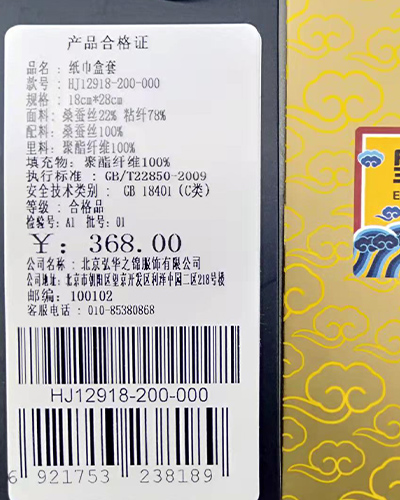 产品合格证
品名：纸巾盒套
款号：HJ12918-200-000
规格：18cm*28cm
面料：桑蚕丝22% 粘纤78%
配料：桑蚕丝100%
里料：聚酯纤维100%
填充物：聚酯纤维100%
执行标准：GB/T22850-2009
安全技术类别：GB 18401（C类）
等级：合格品
检验号：A1 批号：01
¥：368.00
公司名称：北京弘华之锦服饰有限公司
公司地址：北京市朝阳区望京开发区利泽中园二区218号楼
邮编：100102
客服电话：010-85380868
HJ12918-200-000
6 921753 238189